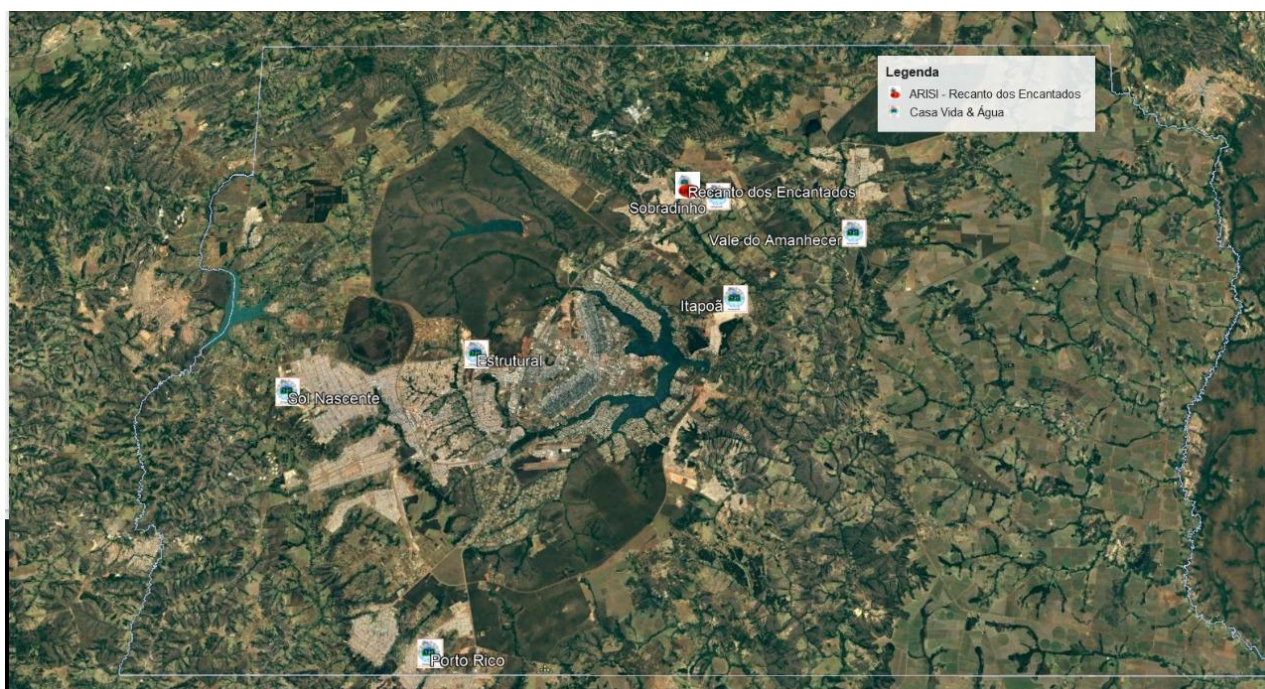 Legenda
ARISI - Recanto dos Encantados
Casa Vida & Água
Recanto dos Encantados
Sobradinho
Vale do Amanhecer
Itapoã
Estrutural
Sol Nascente
Porto Rico